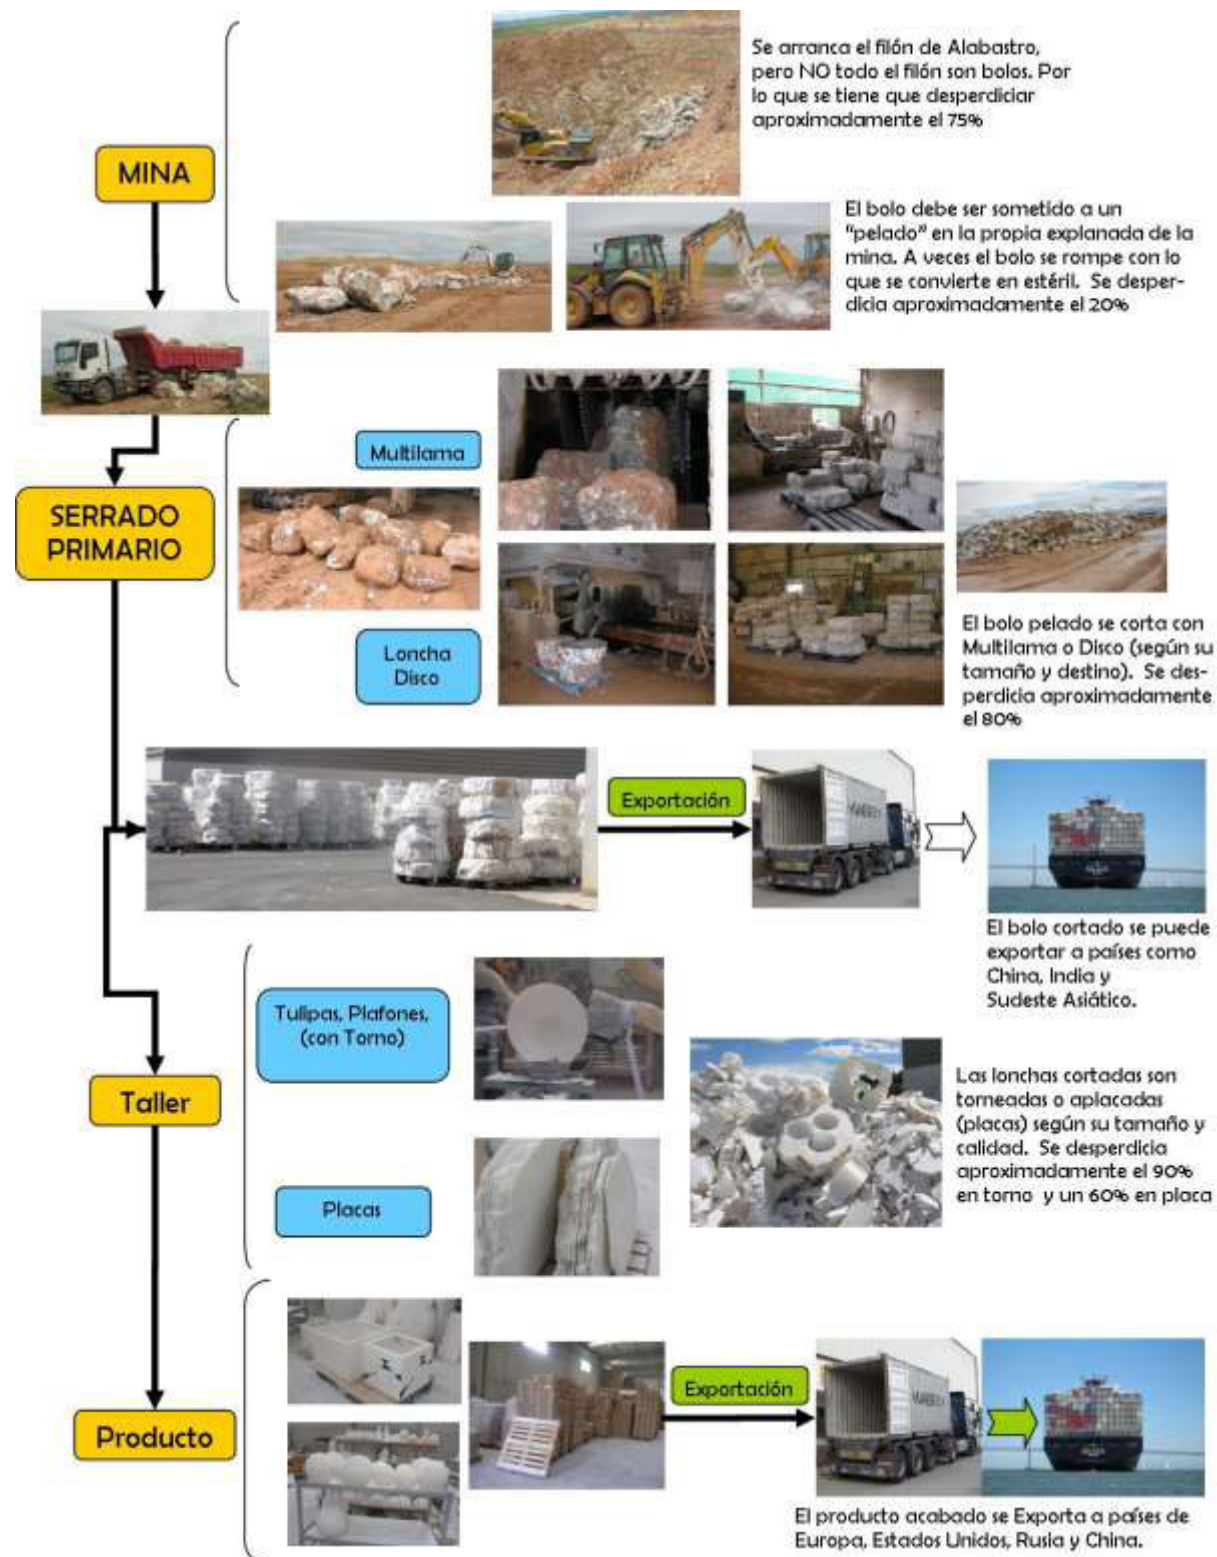 Se arranca el filón de Alabastro,
pero NO todo el filón son bolos. Por
lo que se tiene que desperdiciar
aproximadamente el 75%
MINA
El bolo debe ser sometido a un
"pelado" en la propia explanada de la
mina. A veces el bolo se rompe con lo
que se convierte en estéril. Se desper-
dicia aproximadamente el 20%
Multilama
SERRADO
PRIMARIO
Loncha
Disco
El bolo pelado se corta con
Multilama o Disco (según su
tamaño y destino). Se des-
perdicia aproximadamente
el 80%
Exportación
El bolo cortado se puede
exportar a países como
China, India y
Sudeste Asiático.
Tulipas, Plafones,
(con Torno)
Taller
Las lonchas cortadas son
torneadas o aplacadas
(placas) según su tamaño y
calidad. Se desperdicia
aproximadamente el 90%
en torno y un 60% en placa
Placas
Exportación
Producto
El producto acabado se Exporta a países de
Europa, Estados Unidos, Rusia y China.